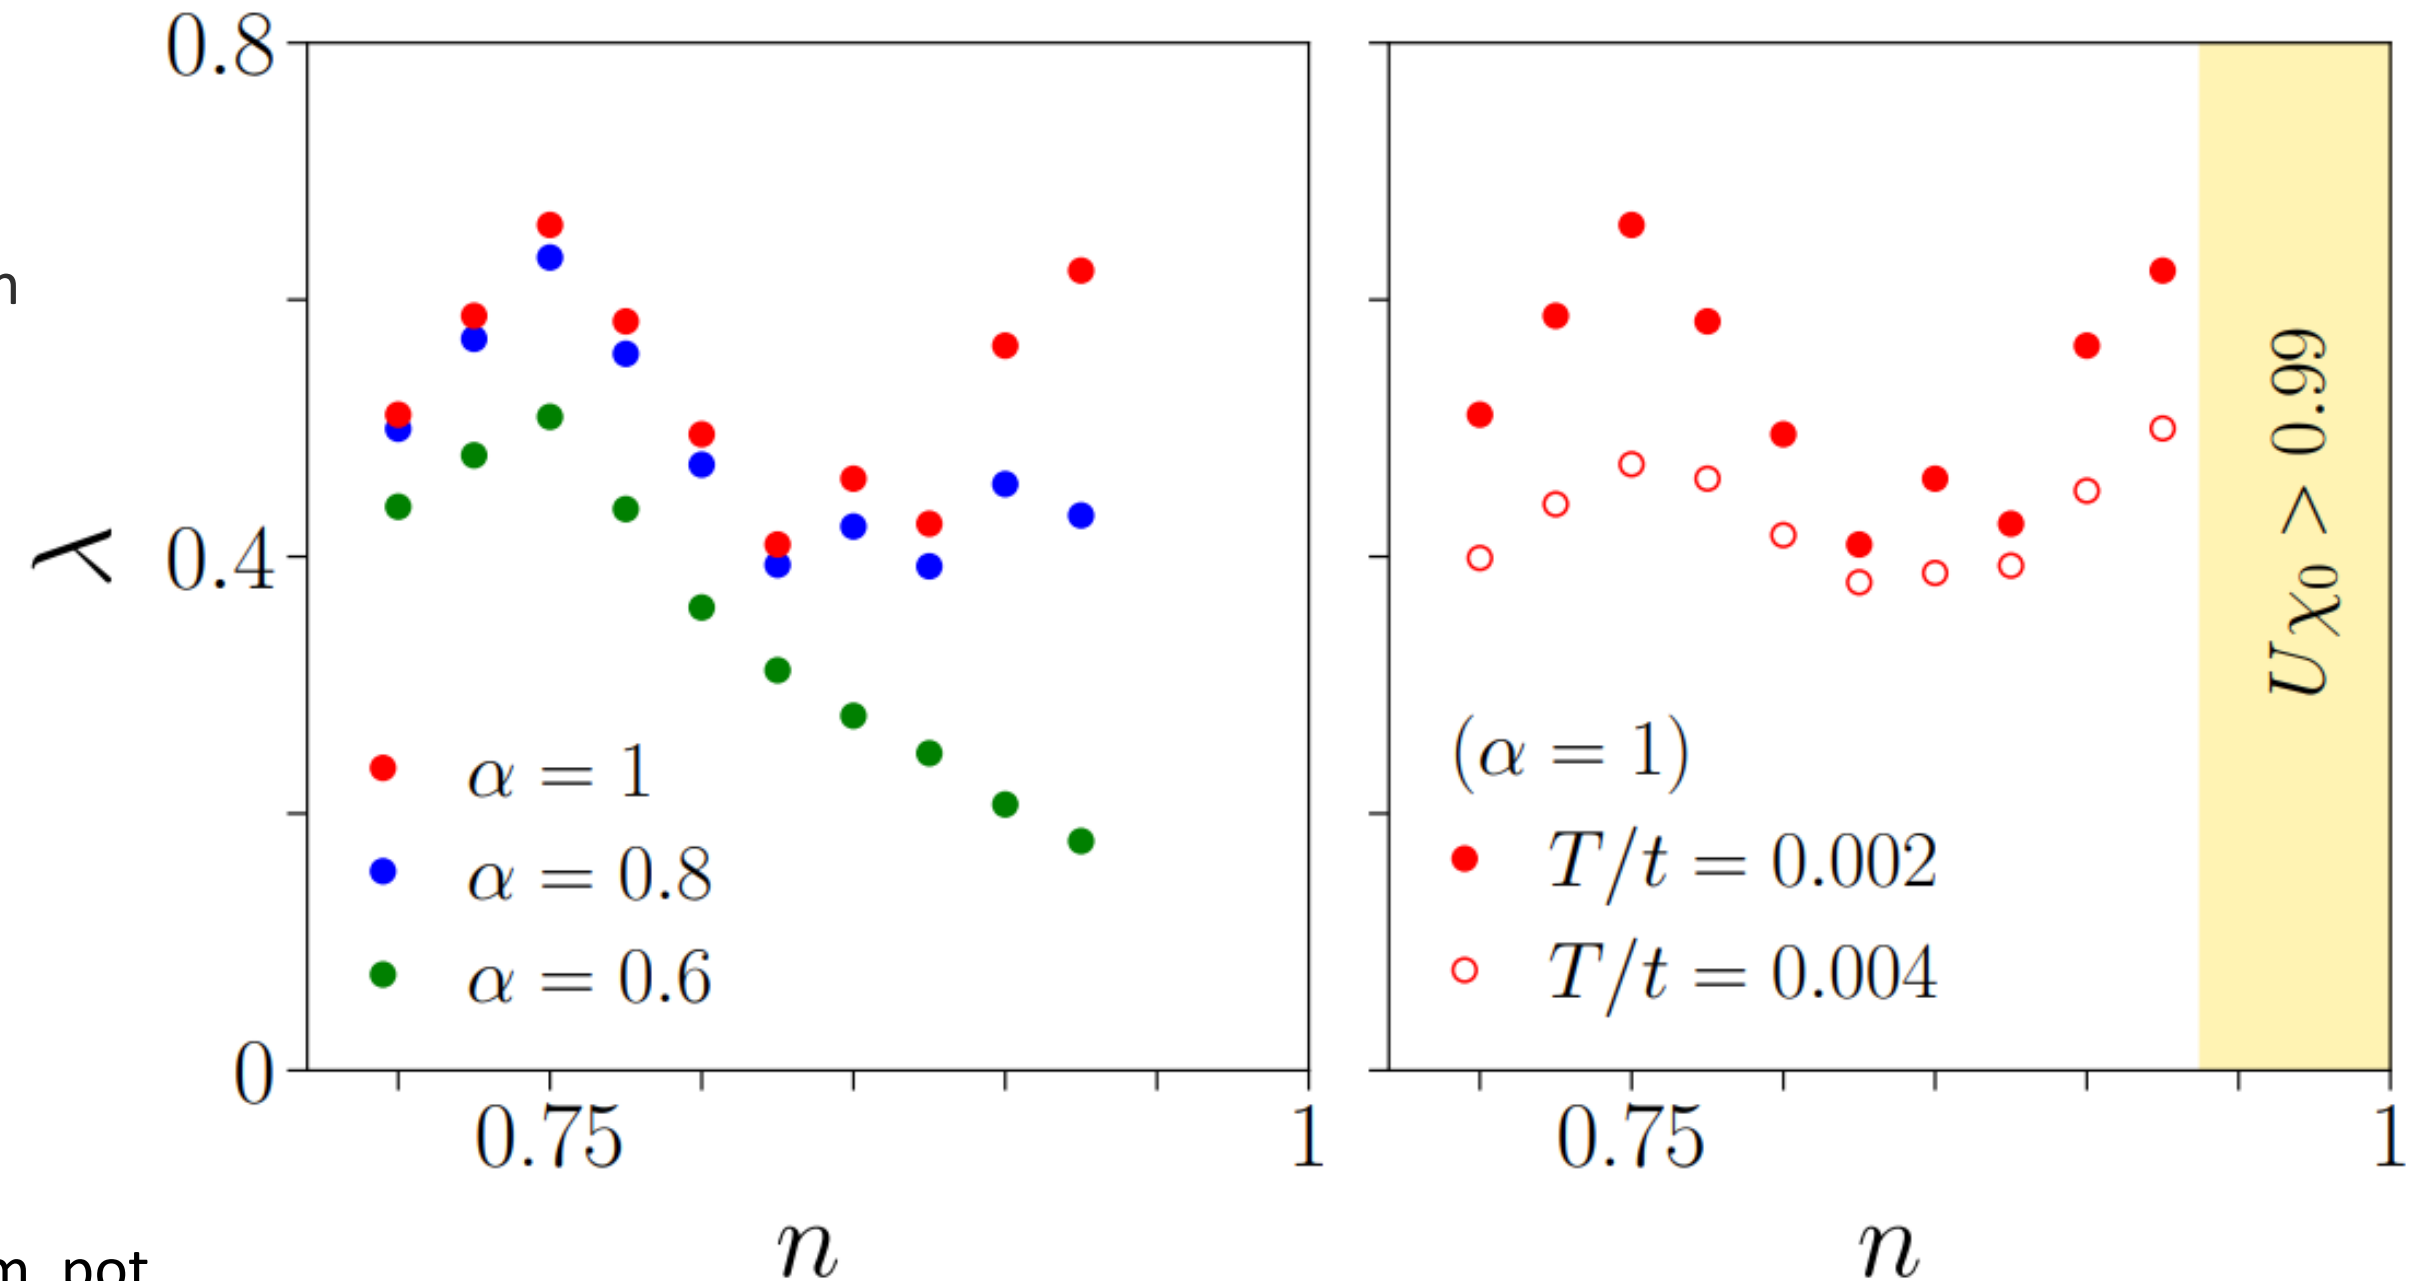 n
m. pot
λ
0.8
0.4
0
α = 1
α = 0.8
α = 0.6
0.75
1
n
(α = 1)
T/t = 0.002
T/t = 0.004
Uχ₀ > 0.99
0.75
1
n